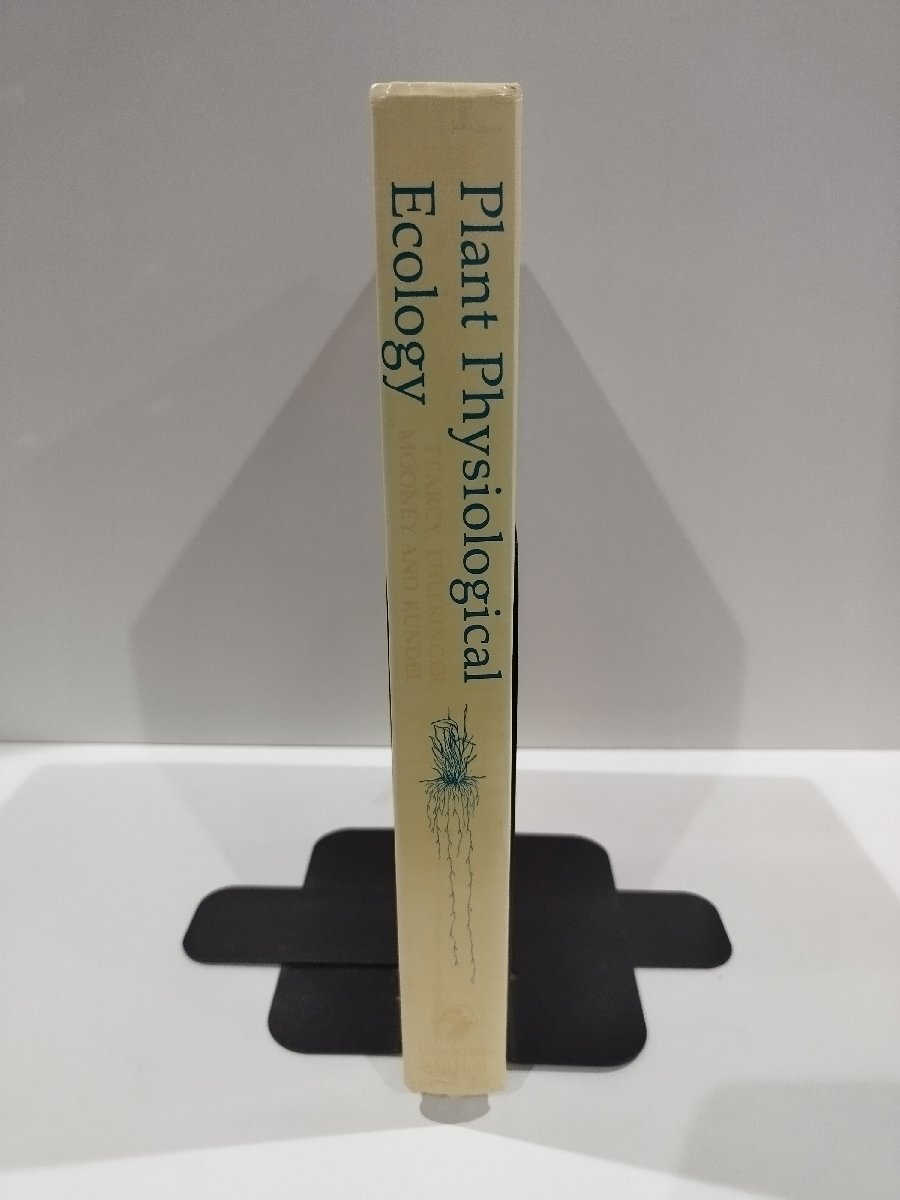 Plant Physiological
Ecology
PEARCY, EHLERINGER,
MOONEY AND RUNDEL